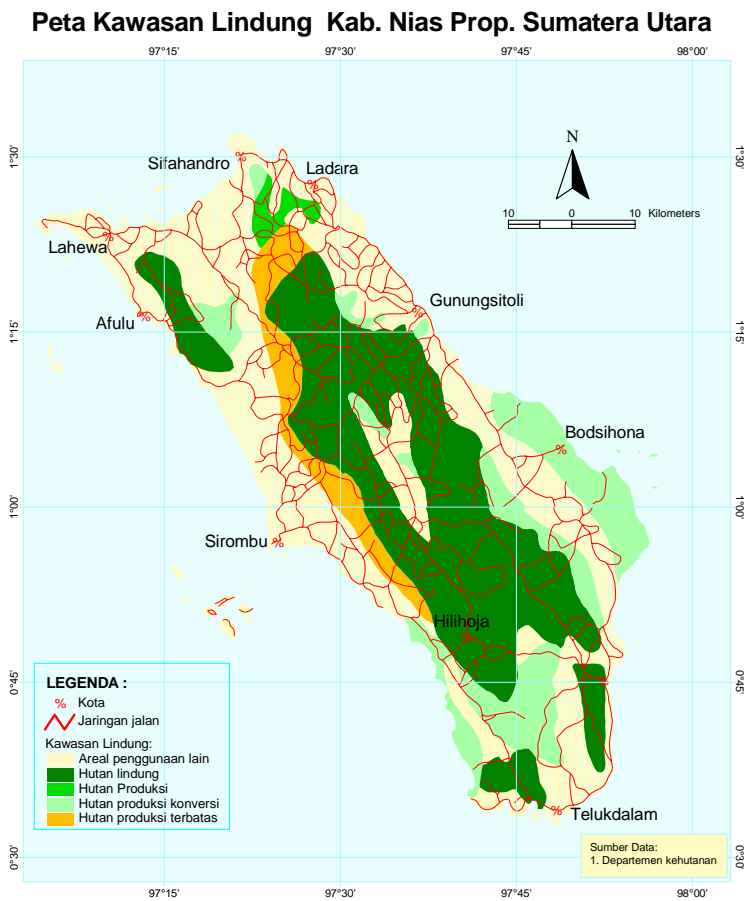 Peta Kawasan Lindung Kab. Nias Prop. Sumatera Utara
97°15' 97°30' 97°45' 98°00'
1°30' 1°30'
N
Sifahandro
Ladara
10 0 10 Kilometers
Lahewa
Gunungsitoli
Afulu
1°15' 1°15'
Bodsihona
1°00' 1°00'
Sirombu
Hilihoja
0°45' 0°45'
LEGENDA :
% Kota
Jaringan jalan
Kawasan Lindung:
Areal penggunaan lain
Hutan lindung
Hutan Produksi
Hutan produksi konversi
Hutan produksi terbatas
Telukdalam
Sumber Data:
1. Departemen kehutanan
0°30' 0°30'
97°15' 97°30' 97°45' 98°00'